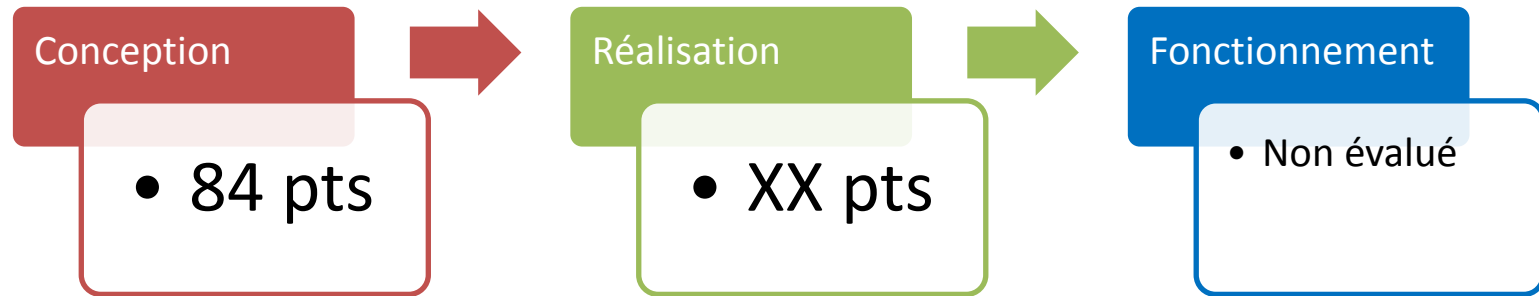 Conception
• 84 pts
Réalisation
• XX pts
Fonctionnement
• Non évalué